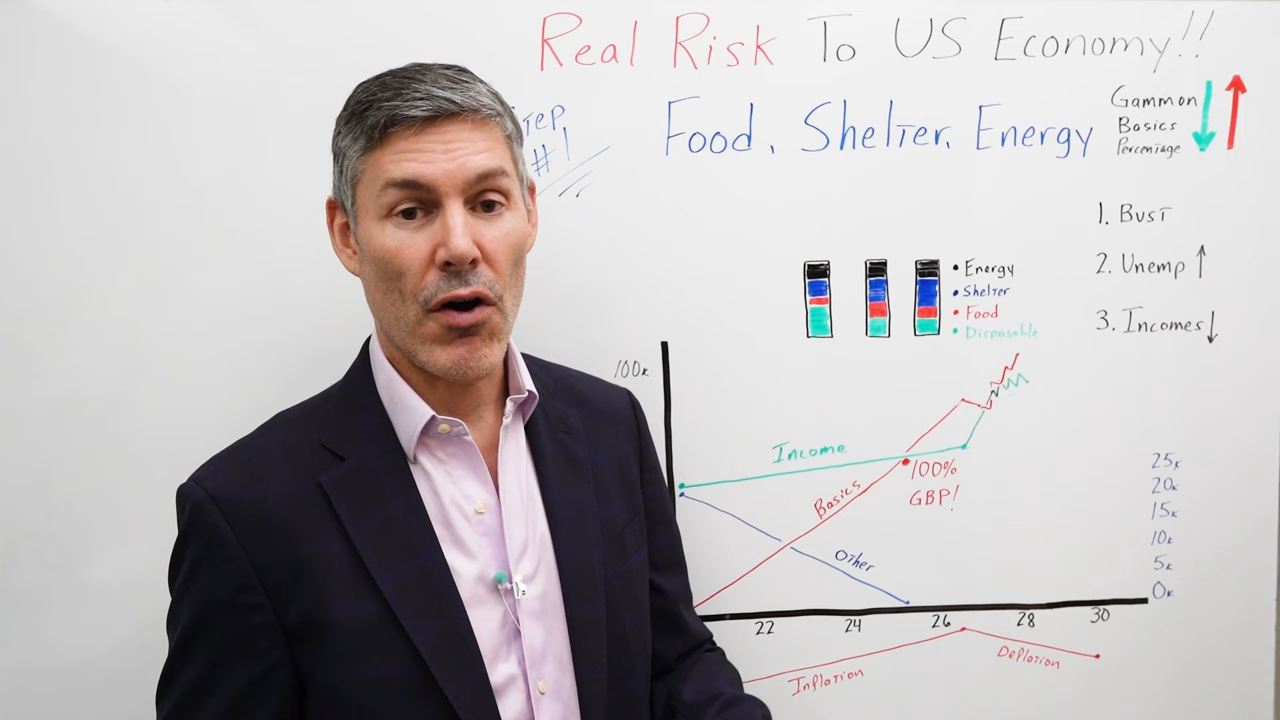 Real Risk To US Economy!!
#1
Food, Shelter, Energy
Gammon
Basics
Percentage
1. Bust
2. Unemp ↑
3. Incomes ↓
• Energy
• Shelter
• Food
• Disposable
100k
Income
Basics
100%
GBP!
Other
25k
20k
15k
10k
5k
0k
22 24 26 28 30
Inflation
Deflation